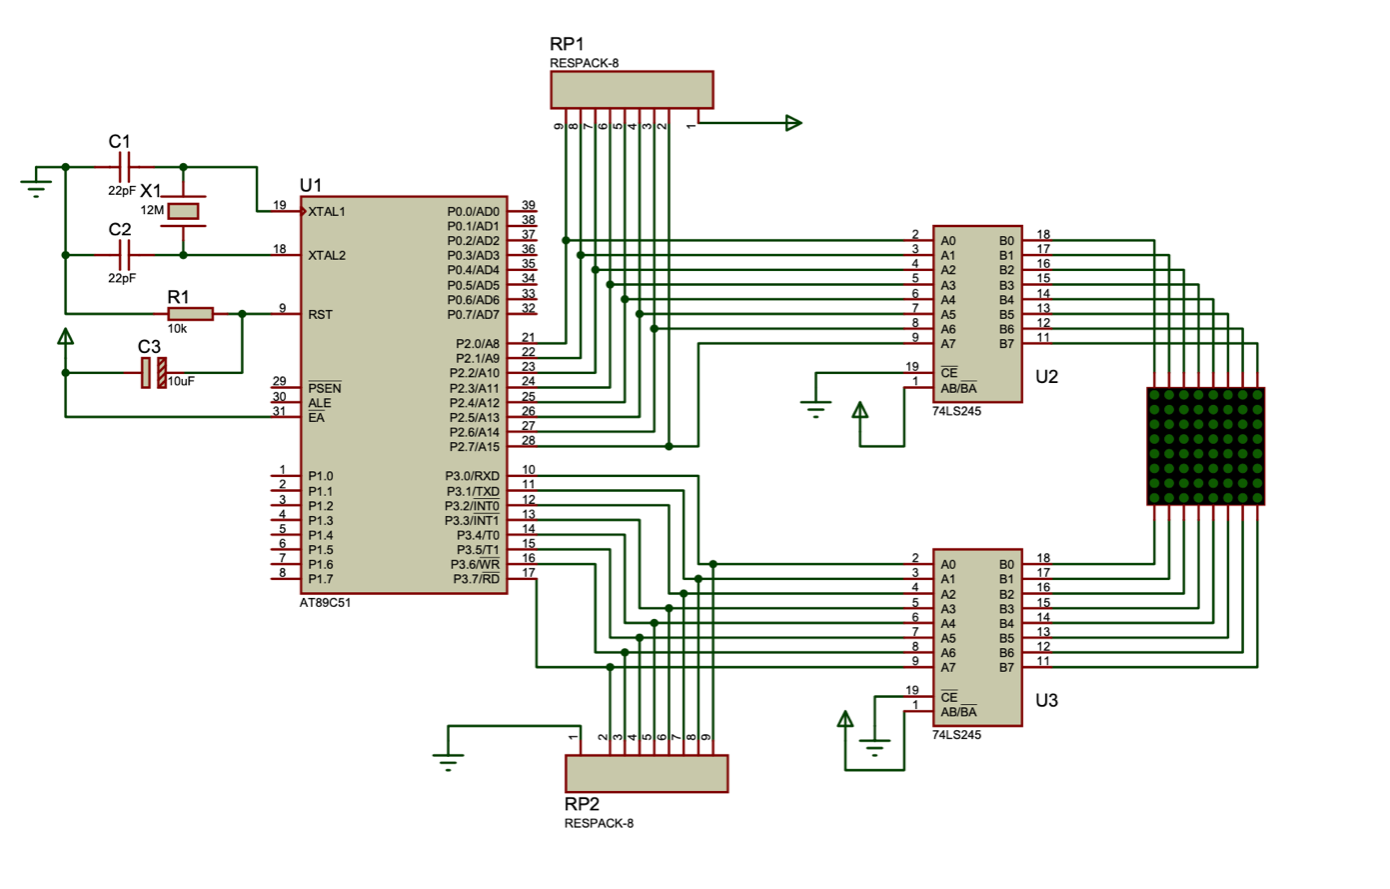 RP1
RESPACK-8
9 8 7 6 5 4 3 2 1
C1
22pF
X1
12M
C2
22pF
R1
10k
C3
10uF
U1
19 XTAL1
18 XTAL2
9 RST
29 PSEN
30 ALE
31 EA
1 P1.0
2 P1.1
3 P1.2
4 P1.3
5 P1.4
6 P1.5
7 P1.6
8 P1.7
P0.0/AD0 39
P0.1/AD1 38
P0.2/AD2 37
P0.3/AD3 36
P0.4/AD4 35
P0.5/AD5 34
P0.6/AD6 33
P0.7/AD7 32
P2.0/A8 21
P2.1/A9 22
P2.2/A10 23
P2.3/A11 24
P2.4/A12 25
P2.5/A13 26
P2.6/A14 27
P2.7/A15 28
P3.0/RXD 10
P3.1/TXD 11
P3.2/INT0 12
P3.3/INT1 13
P3.4/T0 14
P3.5/T1 15
P3.6/WR 16
P3.7/RD 17
AT89C51
2 A0 B0 18
3 A1 B1 17
4 A2 B2 16
5 A3 B3 15
6 A4 B4 14
7 A5 B5 13
8 A6 B6 12
9 A7 B7 11
19 CE
1 AB/BA
U2
74LS245
2 A0 B0 18
3 A1 B1 17
4 A2 B2 16
5 A3 B3 15
6 A4 B4 14
7 A5 B5 13
8 A6 B6 12
9 A7 B7 11
19 CE
1 AB/BA
U3
74LS245
1 2 3 4 5 6 7 8 9
RP2
RESPACK-8